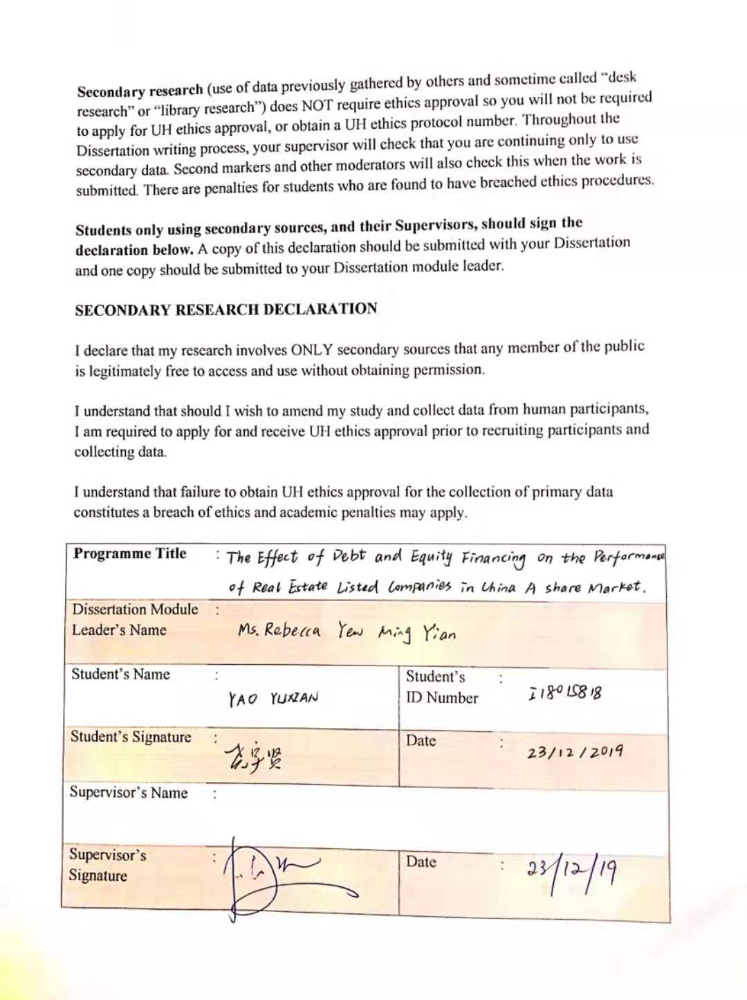 Secondary research (use of data previously gathered by others and sometime called “desk
research” or “library research”) does NOT require ethics approval so you will not be required
to apply for UH ethics approval, or obtain a UH ethics protocol number. Throughout the
Dissertation writing process, your supervisor will check that you are continuing only to use
secondary data. Second markers and other moderators will also check this when the work is
submitted. There are penalties for students who are found to have breached ethics procedures.
Students only using secondary sources, and their Supervisors, should sign the
declaration below. A copy of this declaration should be submitted with your Dissertation
and one copy should be submitted to your Dissertation module leader.
SECONDARY RESEARCH DECLARATION
I declare that my research involves ONLY secondary sources that any member of the public
is legitimately free to access and use without obtaining permission.
I understand that should I wish to amend my study and collect data from human participants,
I am required to apply for and receive UH ethics approval prior to recruiting participants and
collecting data.
I understand that failure to obtain UH ethics approval for the collection of primary data
constitutes a breach of ethics and academic penalties may apply.
Programme Title : The Effect of Debt and Equity Financing on the Performance
of Real Estate Listed Companies in China A share Market.
Dissertation Module :
Leader’s Name Ms. Rebecca Yew Ming Yian
Student’s Name : Student’s :
YAO YUXIAN ID Number I18015818
Student’s Signature : Date : 23/12/2019
Supervisor’s Name :
Supervisor’s : Date : 23/12/19
Signature